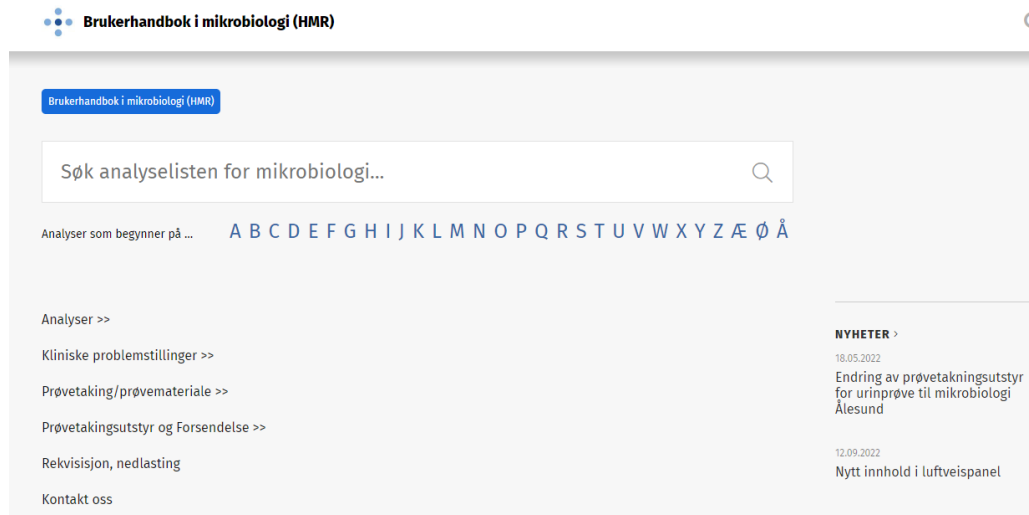 Brukerhandbok i mikrobiologi (HMR)
Brukerhandbok i mikrobiologi (HMR)
Søk analyselisten for mikrobiologi...
Analyser som begynner på ... A B C D E F G H I J K L M N O P Q R S T U V W X Y Z Æ Ø Å
Analyser >>
Kliniske problemstillinger >>
Prøvetaking/prøvemateriale >>
Prøvetakingsutstyr og Forsendelse >>
Rekvisisjon, nedlasting
Kontakt oss
NYHETER ›
18.05.2022
Endring av prøvetakningsutstyr
for urinprøve til mikrobiologi
Ålesund
12.09.2022
Nytt innhold i luftveispanel